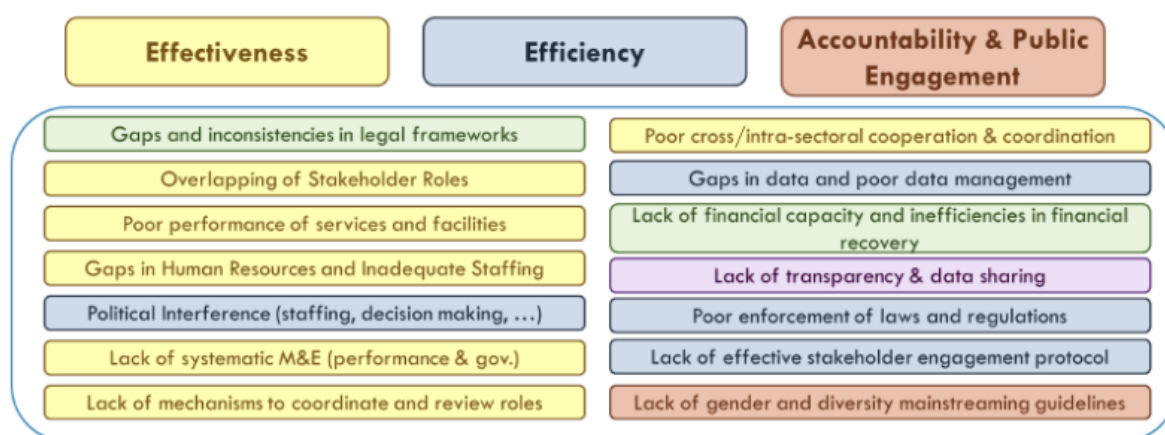 Effectiveness
Efficiency
Accountability & Public
Engagement
Gaps and inconsistencies in legal frameworks
Overlapping of Stakeholder Roles
Poor performance of services and facilities
Gaps in Human Resources and Inadequate Staffing
Political Interference (staffing, decision making, …)
Lack of systematic M&E (performance & gov.)
Lack of mechanisms to coordinate and review roles
Poor cross/intra-sectoral cooperation & coordination
Gaps in data and poor data management
Lack of financial capacity and inefficiencies in financial
recovery
Lack of transparency & data sharing
Poor enforcement of laws and regulations
Lack of effective stakeholder engagement protocol
Lack of gender and diversity mainstreaming guidelines